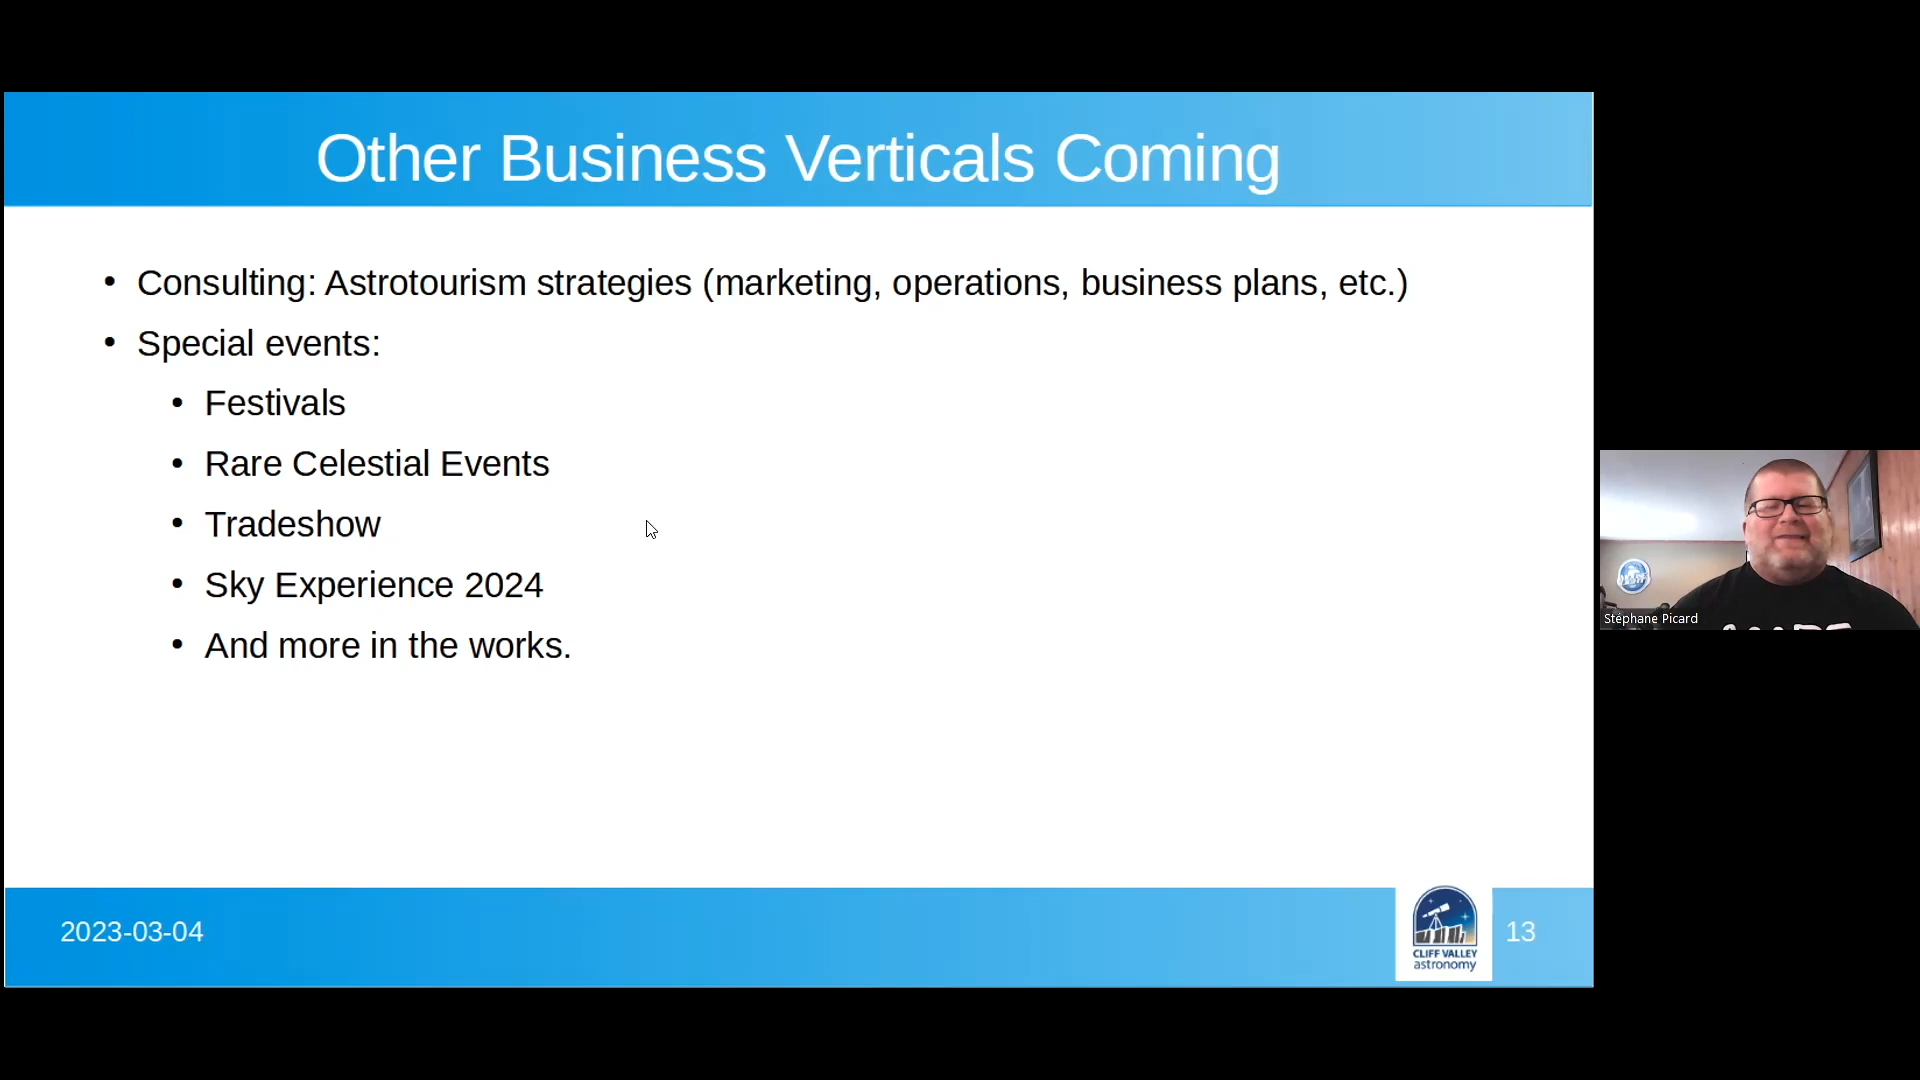 Other Business Verticals Coming
• Consulting: Astrotourism strategies (marketing, operations, business plans, etc.)
• Special events:
• Festivals
• Rare Celestial Events
• Tradeshow
• Sky Experience 2024
• And more in the works.
Stéphane Picard
2023-03-04
CLIFF VALLEY
astronomy
13